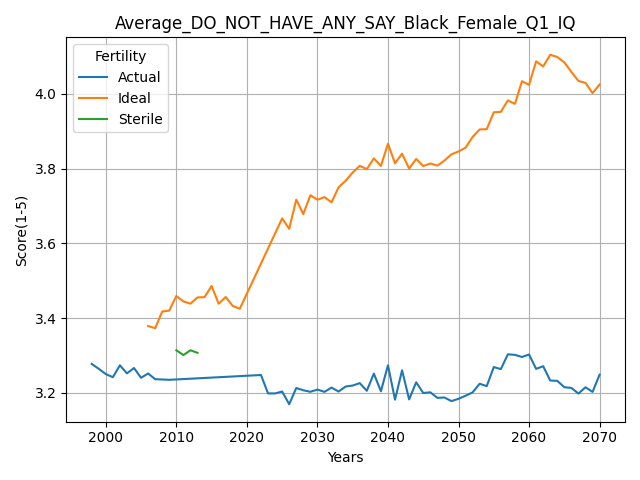 Average_DO_NOT_HAVE_ANY_SAY_Black_Female_Q1_IQ
Fertility
Actual
Ideal
Sterile
Score(1-5)
4.0
3.8
3.6
3.4
3.2
2000 2010 2020 2030 2040 2050 2060 2070
Years